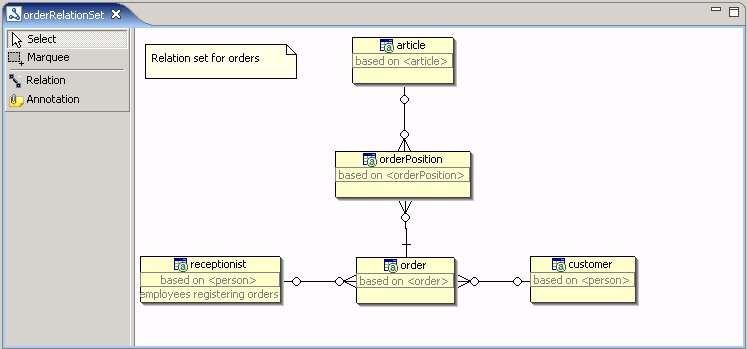 orderRelationSet
Select
Marquee
Relation
Annotation
Relation set for orders
article
based on <article>
orderPosition
based on <orderPosition>
receptionist
based on <person>
employees registering orders
order
based on <order>
customer
based on <person>